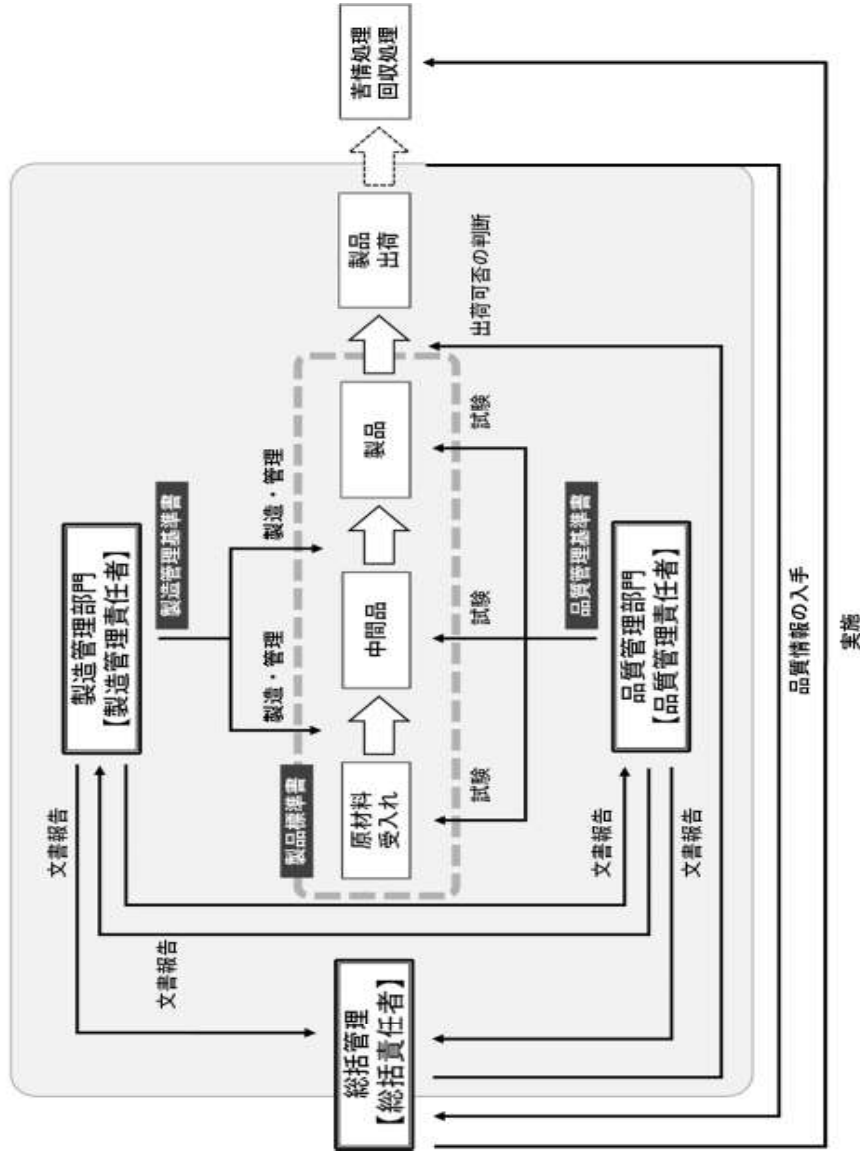 製造管理部門
【製造管理責任者】
製造管理基準書
文書報告
文書報告
製造・管理
製造・管理
総括管理
【総括責任者】
製品標準書
原材料
受入れ
中間品
製品
製品
出荷
苦情処理
回収処理
試験
試験
試験
出荷可否の判断
文書報告
文書報告
品質管理基準書
品質管理部門
【品質管理責任者】
品質情報の入手
実施